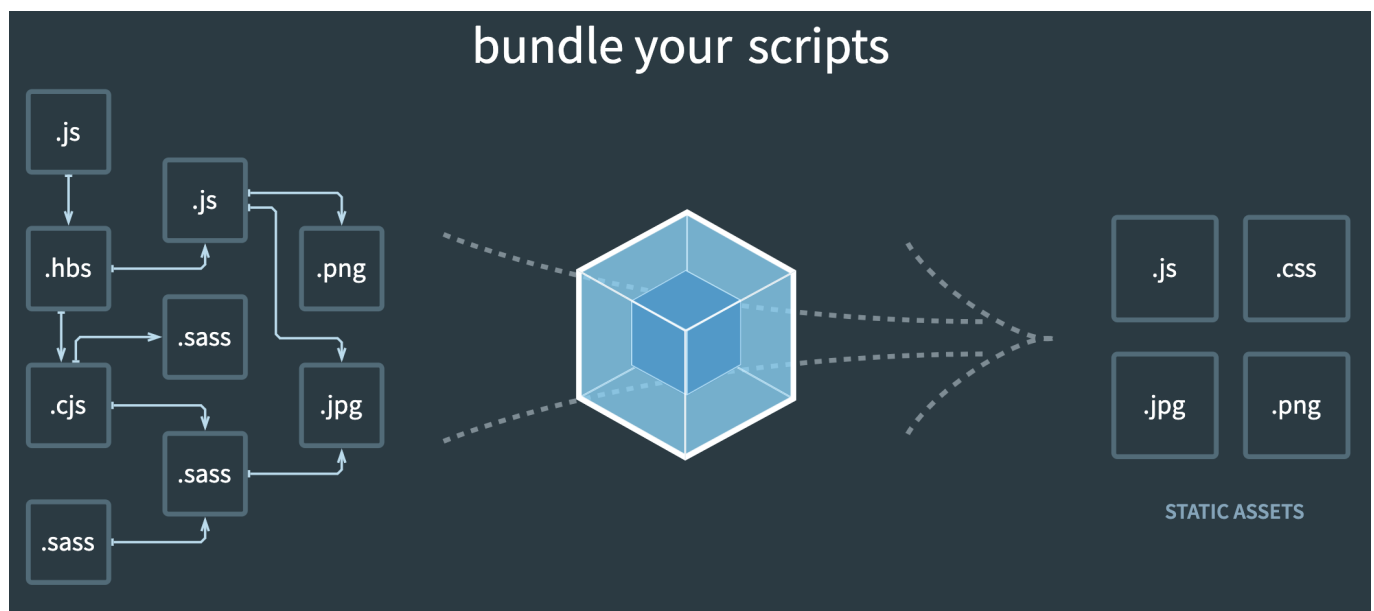 bundle your scripts
.js
.js
.hbs
.png
.sass
.cjs
.jpg
.sass
.sass
.js
.css
.jpg
.png
STATIC ASSETS